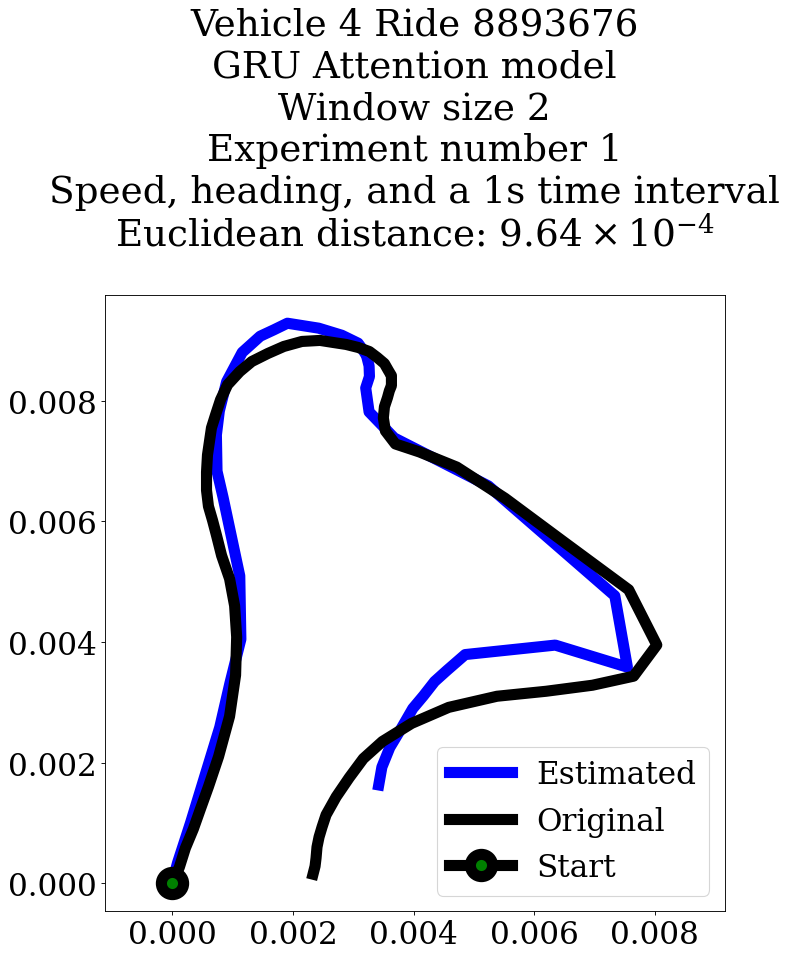 Vehicle 4 Ride 8893676
GRU Attention model
Window size 2
Experiment number 1
Speed, heading, and a 1s time interval
Euclidean distance: 9.64 × 10⁻⁴
0.008
0.006
0.004
0.002
0.000
Estimated
Original
Start
0.000 0.002 0.004 0.006 0.008